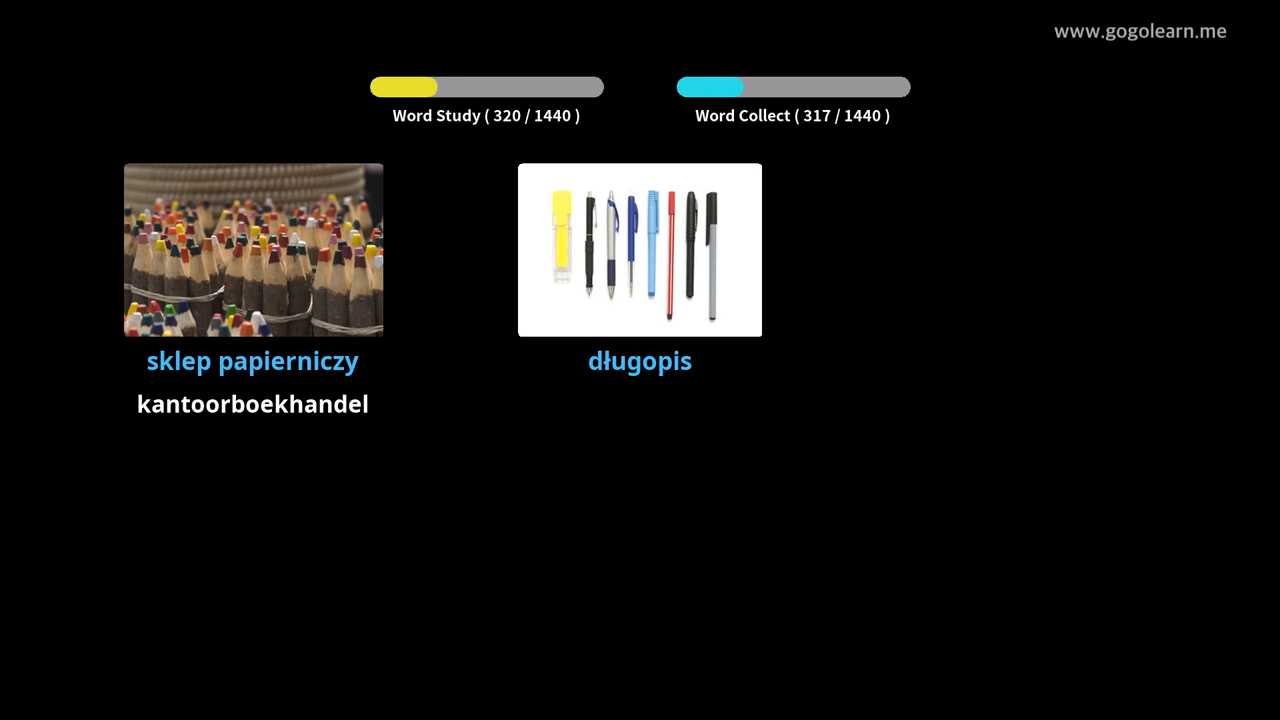 www.gogolearn.me
Word Study ( 320 / 1440 )
Word Collect ( 317 / 1440 )
sklep papierniczy
kantoorboekhandel
długopis